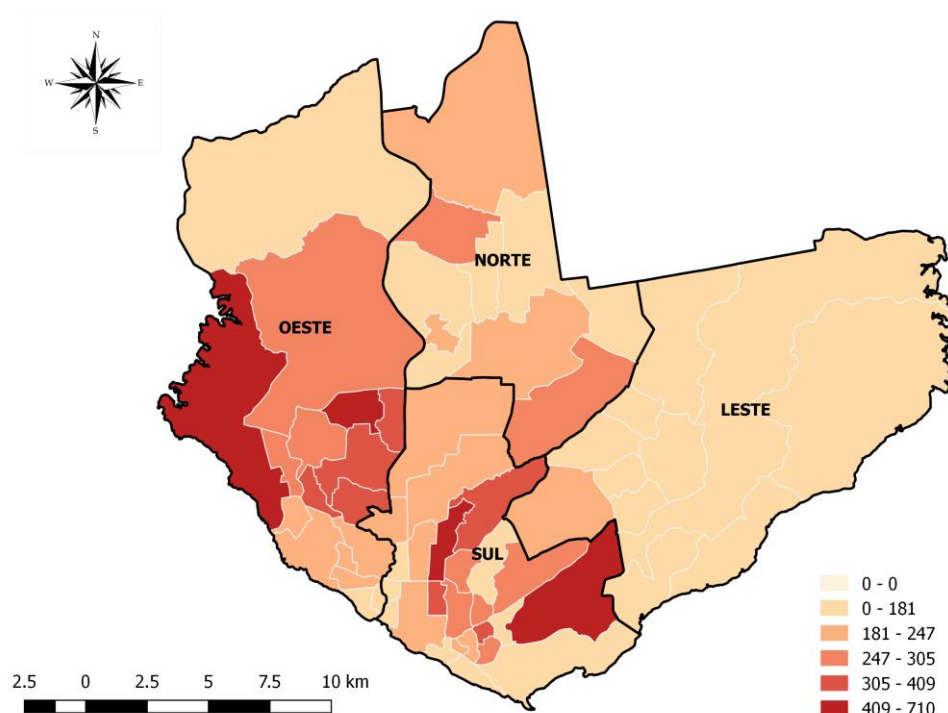 N
W E
S
NORTE
OESTE
LESTE
SUL
0 - 0
0 - 181
181 - 247
247 - 305
305 - 409
409 - 710
2.5 0 2.5 5 7.5 10 km